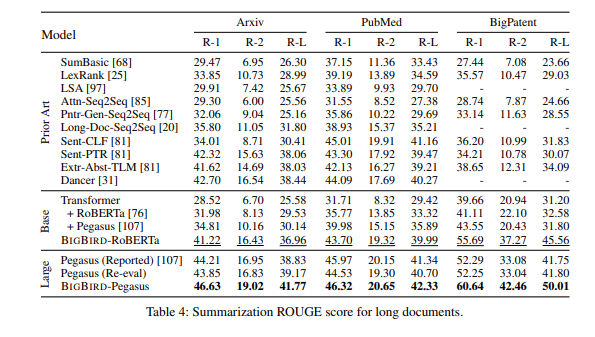 Model Arxiv PubMed BigPatent
R-1 R-2 R-L R-1 R-2 R-L R-1 R-2 R-L
Prior Art
SumBasic [68] 29.47 6.95 26.30 37.15 11.36 33.43 27.44 7.08 23.66
LexRank [25] 33.85 10.73 28.99 39.19 13.89 34.59 35.57 10.47 29.03
LSA [97] 29.91 7.42 25.67 33.89 9.93 29.70 - - -
Attn-Seq2Seq [85] 29.30 6.00 25.56 31.55 8.52 27.38 28.74 7.87 24.66
Pntr-Gen-Seq2Seq [77] 32.06 9.04 25.16 35.86 10.22 29.69 33.14 11.63 28.55
Long-Doc-Seq2Seq [20] 35.80 11.05 31.80 38.93 15.37 35.21 - - -
Sent-CLF [81] 34.01 8.71 30.41 45.01 19.91 41.16 36.20 10.99 31.83
Sent-PTR [81] 42.32 15.63 38.06 43.30 17.92 39.47 34.21 10.78 30.07
Extr-Abst-TLM [81] 41.62 14.69 38.03 42.13 16.27 39.21 38.65 12.31 34.09
Dancer [31] 42.70 16.54 38.44 44.09 17.69 40.27 - - -
Base
Transformer 28.52 6.70 25.58 31.71 8.32 29.42 39.66 20.94 31.20
+ RoBERTa [76] 31.98 8.13 29.53 35.77 13.85 33.32 41.11 22.10 32.58
+ Pegasus [107] 34.81 10.16 30.14 39.98 15.15 35.89 43.55 20.43 31.80
BIGBIRD-RoBERTa 41.22 16.43 36.96 43.70 19.32 39.99 55.69 37.27 45.56
Large
Pegasus (Reported) [107] 44.21 16.95 38.83 45.97 20.15 41.34 52.29 33.08 41.75
Pegasus (Re-eval) 43.85 16.83 39.17 44.53 19.30 40.70 52.25 33.04 41.80
BIGBIRD-Pegasus 46.63 19.02 41.77 46.32 20.65 42.33 60.64 42.46 50.01
Table 4: Summarization ROUGE score for long documents.